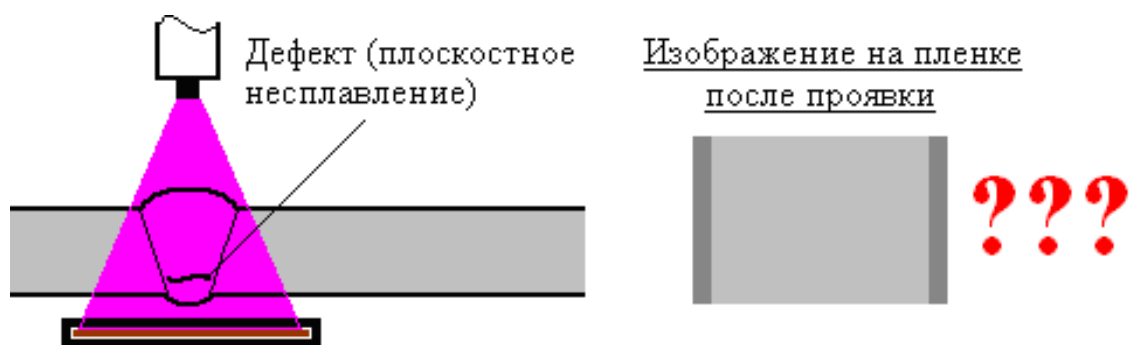 Дефект (плоскостное
несплавление)
Изображение на пленке
после проявки
???